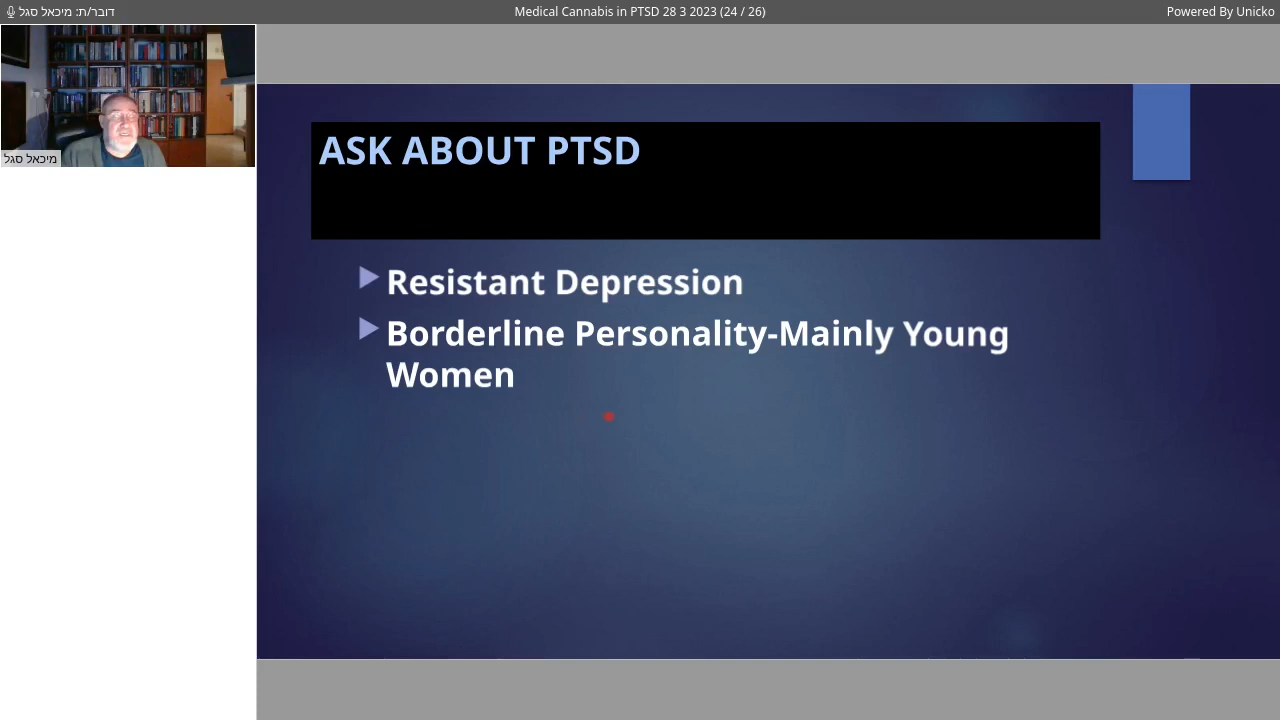 דובר/ת: מיכאל סגל
Medical Cannabis in PTSD 28 3 2023 (24 / 26)
Powered By Unicko
מיכאל סגל
ASK ABOUT PTSD
Resistant Depression
Borderline Personality-Mainly Young
Women